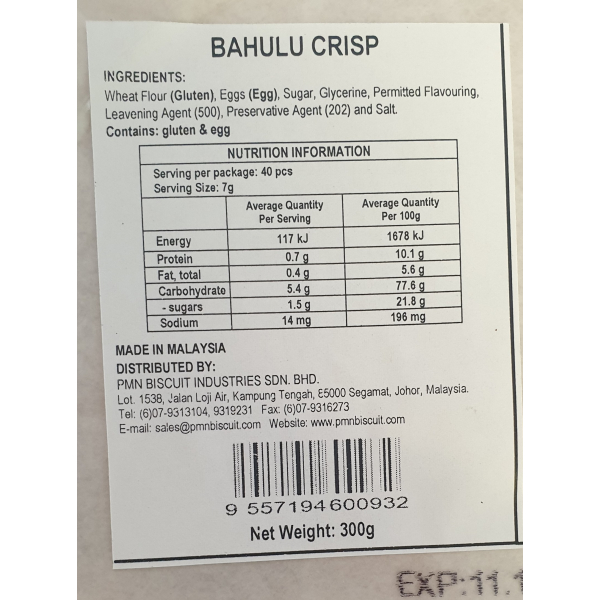 BAHULU CRISP
INGREDIENTS:
Wheat Flour (Gluten), Eggs (Egg), Sugar, Glycerine, Permitted Flavouring,
Leavening Agent (500), Preservative Agent (202) and Salt.
Contains: gluten & egg
NUTRITION INFORMATION
Serving per package: 40 pcs
Serving Size: 7g
Average Quantity Per Serving Average Quantity Per 100g
Energy 117 kJ 1678 kJ
Protein 0.7 g 10.1 g
Fat, total 0.4 g 5.6 g
Carbohydrate 5.4 g 77.6 g
- sugars 1.5 g 21.8 g
Sodium 14 mg 196 mg
MADE IN MALAYSIA
DISTRIBUTED BY:
PMN BISCUIT INDUSTRIES SDN. BHD.
Lot. 1538, Jalan Loji Air, Kampung Tengah, 85000 Segamat, Johor, Malaysia.
Tel: (6)07-9313104, 9319231 Fax: (6)07-9316273
E-mail: sales@pmnbiscuit.com Website: www.pmnbiscuit.com
9 557194600932
Net Weight: 300g
EXP:11.1